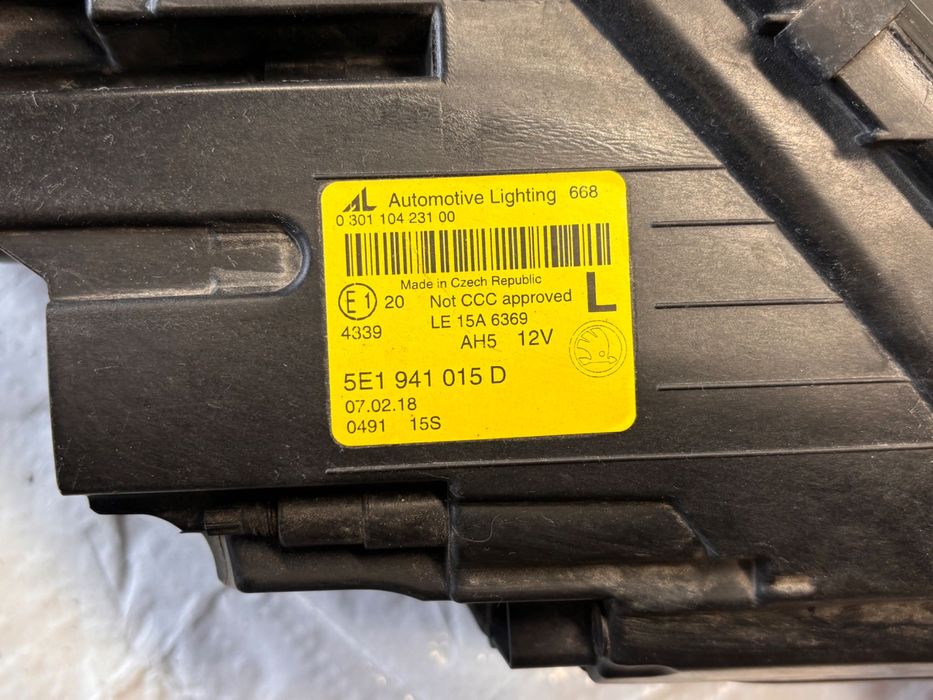 AL Automotive Lighting 668
0 301 104 231 00
Made in Czech Republic
E1 20 Not CCC approved L
4339 LE 15A 6369
AH5 12V
5E1 941 015 D
07.02.18
0491 15S